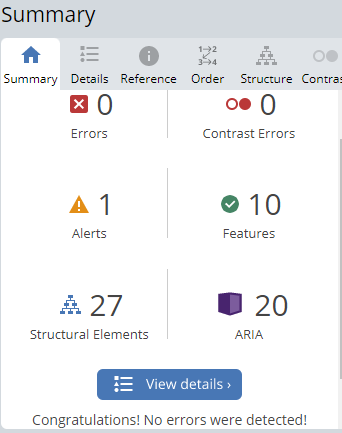 Summary
Summary Details Reference Order Structure Contras
0 0
Errors Contrast Errors
1 10
Alerts Features
27 20
Structural Elements ARIA
View details ›
Congratulations! No errors were detected!